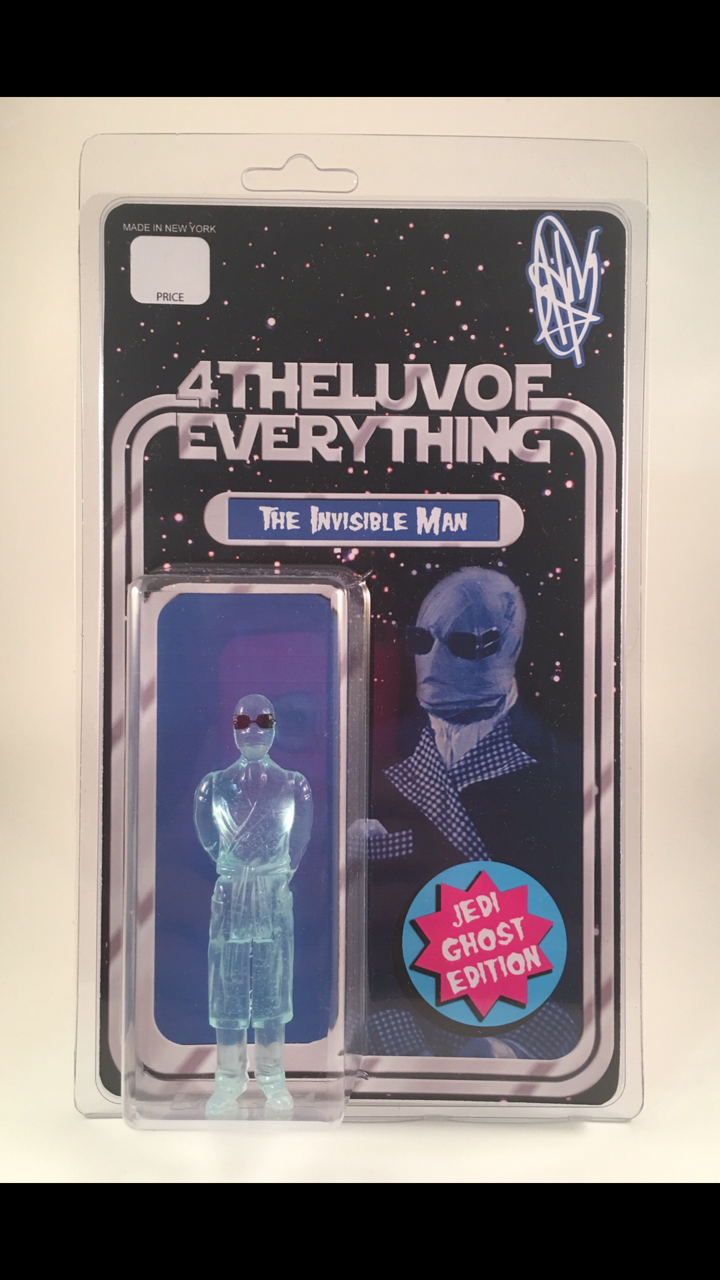 MADE IN NEW YORK
PRICE
4THELUVOF
EVERYTHING
THE INVISIBLE MAN
JEDI
GHOST
EDITION